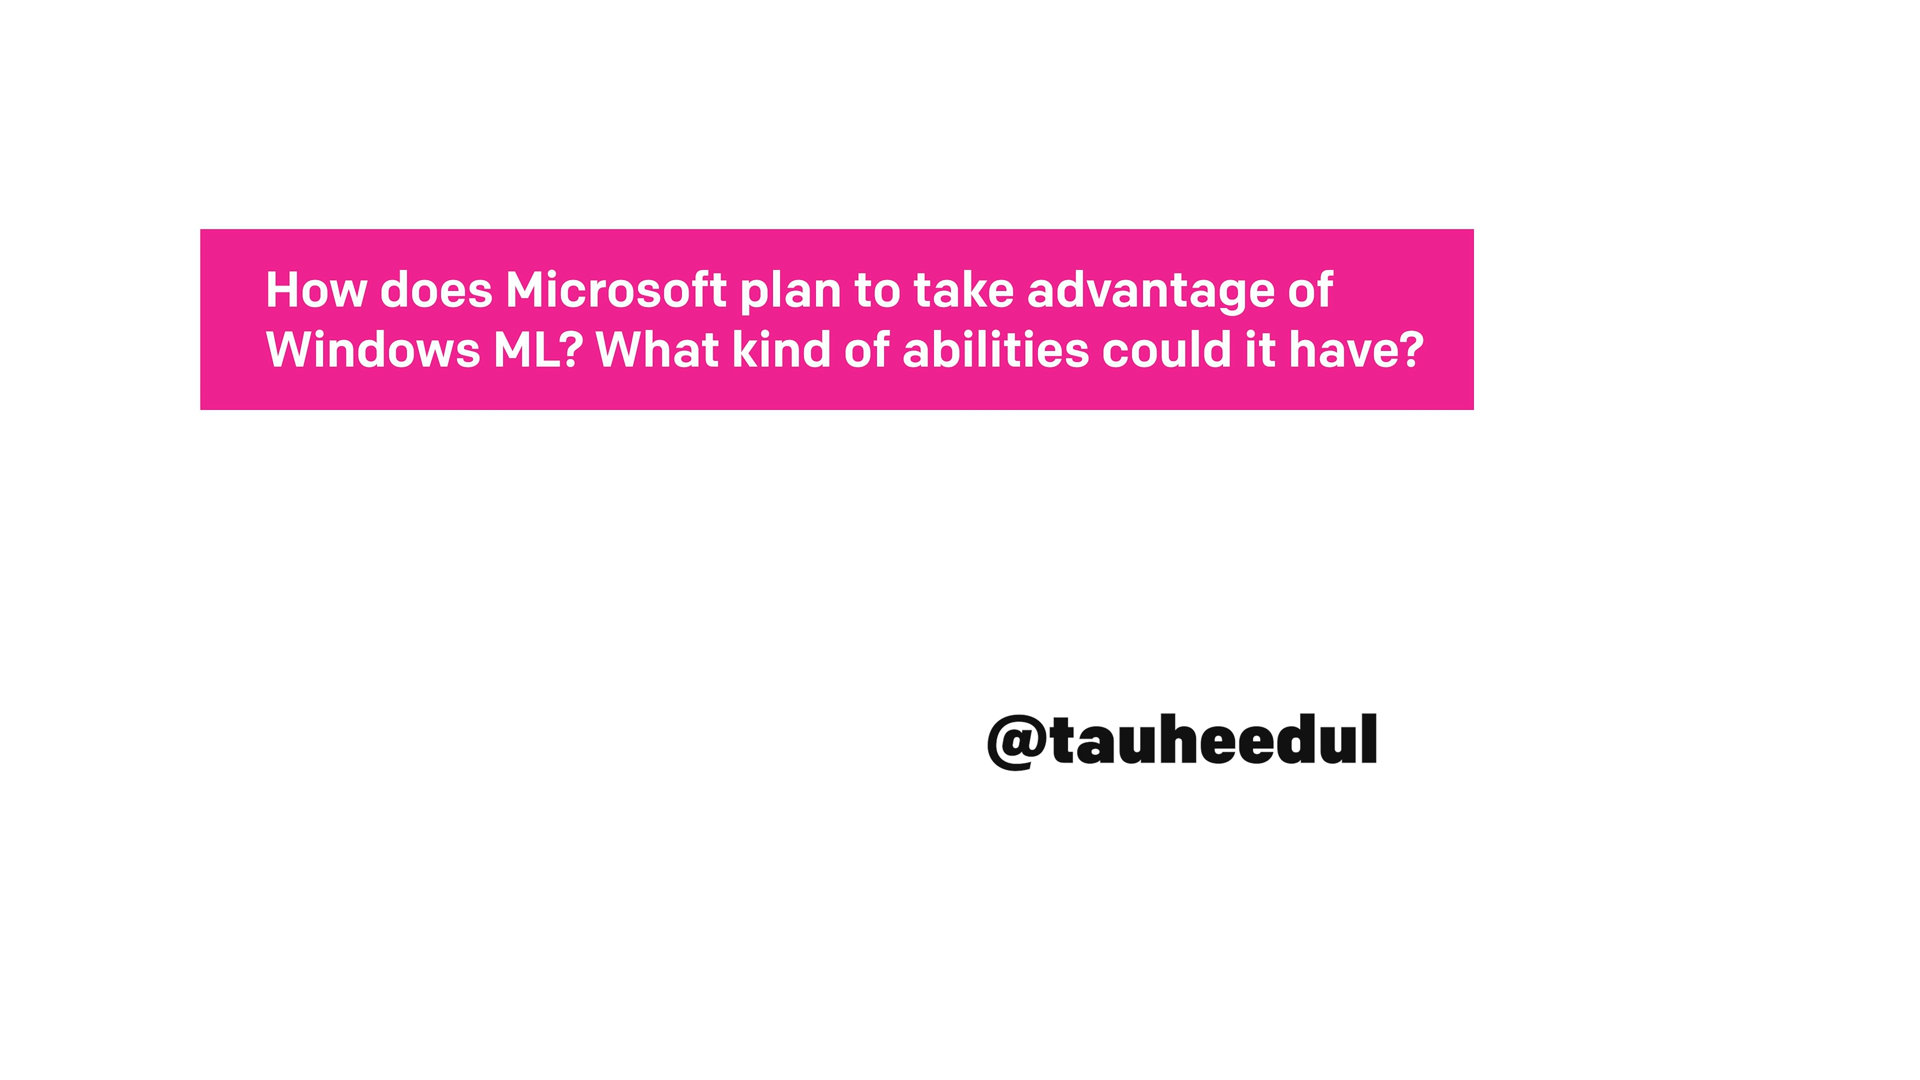 How does Microsoft plan to take advantage of
Windows ML? What kind of abilities could it have?
@tauheedul